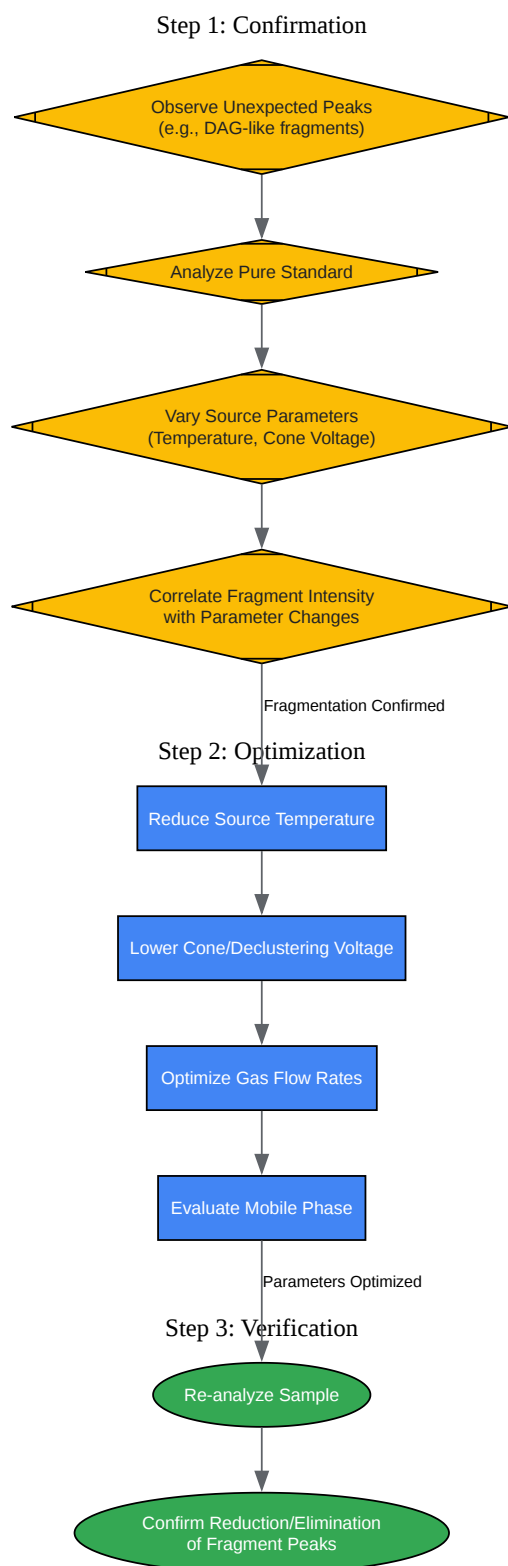 Step 1: Confirmation
Observe Unexpected Peaks
(e.g., DAG-like fragments)
Analyze Pure Standard
Vary Source Parameters
(Temperature, Cone Voltage)
Correlate Fragment Intensity
with Parameter Changes
Fragmentation Confirmed
Step 2: Optimization
Reduce Source Temperature
Lower Cone/Declustering Voltage
Optimize Gas Flow Rates
Evaluate Mobile Phase
Parameters Optimized
Step 3: Verification
Re-analyze Sample
Confirm Reduction/Elimination
of Fragment Peaks